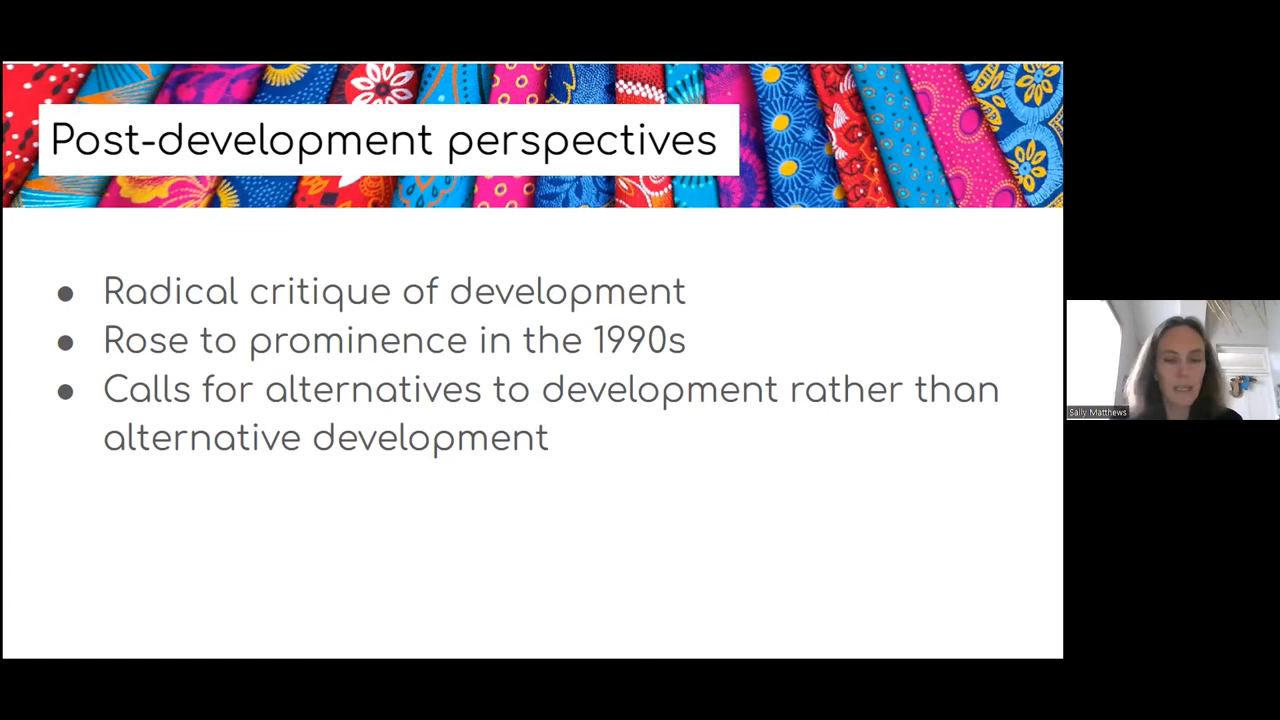 Post-development perspectives
● Radical critique of development
● Rose to prominence in the 1990s
● Calls for alternatives to development rather than
alternative development
Sally Matthews